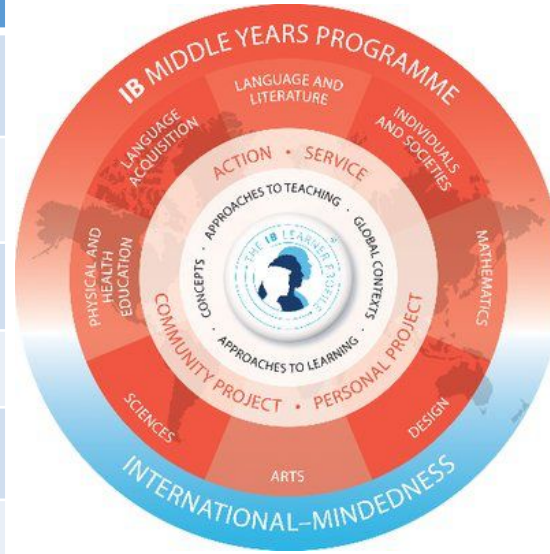 IB MIDDLE YEARS PROGRAMME
LANGUAGE AND
LITERATURE
INDIVIDUALS
AND SOCIETIES
MATHEMATICS
DESIGN
ARTS
SCIENCES
PHYSICAL AND
HEALTH
EDUCATION
LANGUAGE
ACQUISITION
ACTION • SERVICE
PERSONAL PROJECT
COMMUNITY PROJECT •
APPROACHES TO TEACHING ·
GLOBAL CONTEXTS
· APPROACHES TO LEARNING ·
CONCEPTS ·
THE IB LEARNER PROFILE
INTERNATIONAL–MINDEDNESS